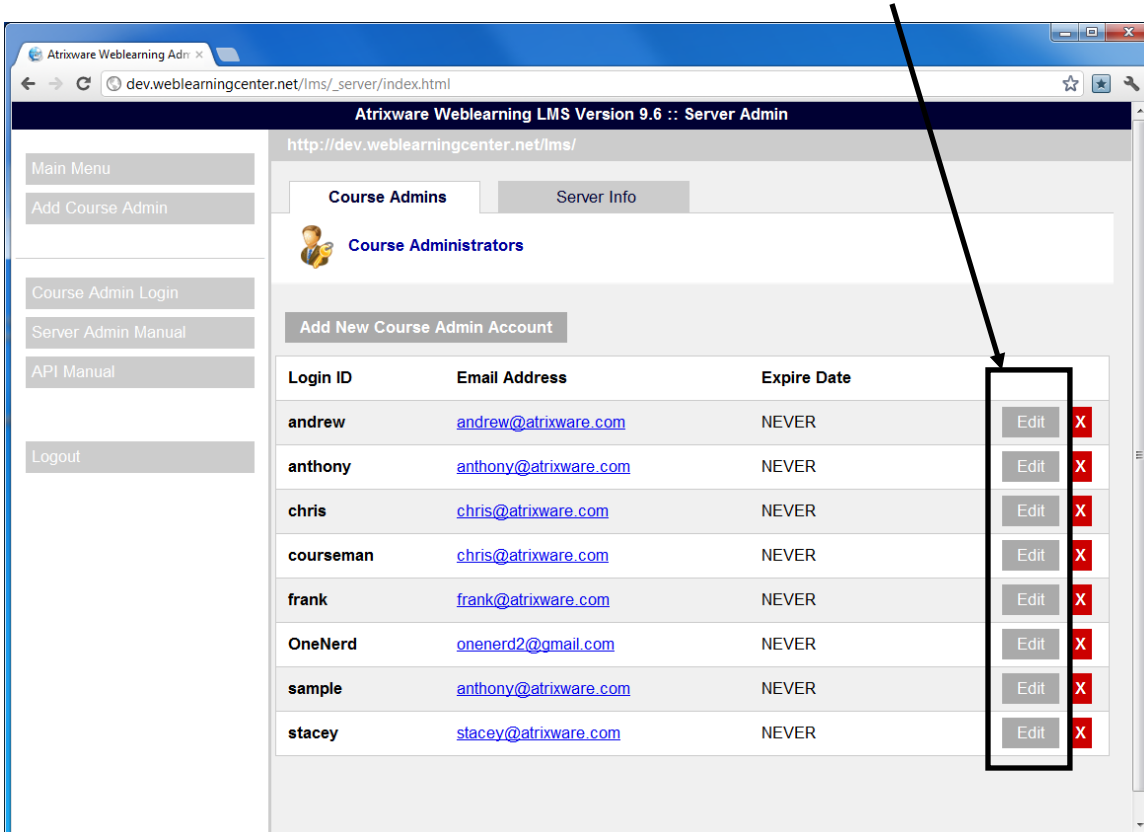 Atrixware Weblearning Adm
dev.weblearningcenter.net/lms/_server/index.html
Atrixware Weblearning LMS Version 9.6 :: Server Admin
http://dev.weblearningcenter.net/lms/
Main Menu
Add Course Admin
Course Admin Login
Server Admin Manual
API Manual
Logout
Course Admins Server Info
Course Administrators
Add New Course Admin Account
Login ID Email Address Expire Date
andrew andrew@atrixware.com NEVER Edit X
anthony anthony@atrixware.com NEVER Edit X
chris chris@atrixware.com NEVER Edit X
courseman chris@atrixware.com NEVER Edit X
frank frank@atrixware.com NEVER Edit X
OneNerd onenerd2@gmail.com NEVER Edit X
sample anthony@atrixware.com NEVER Edit X
stacey stacey@atrixware.com NEVER Edit X